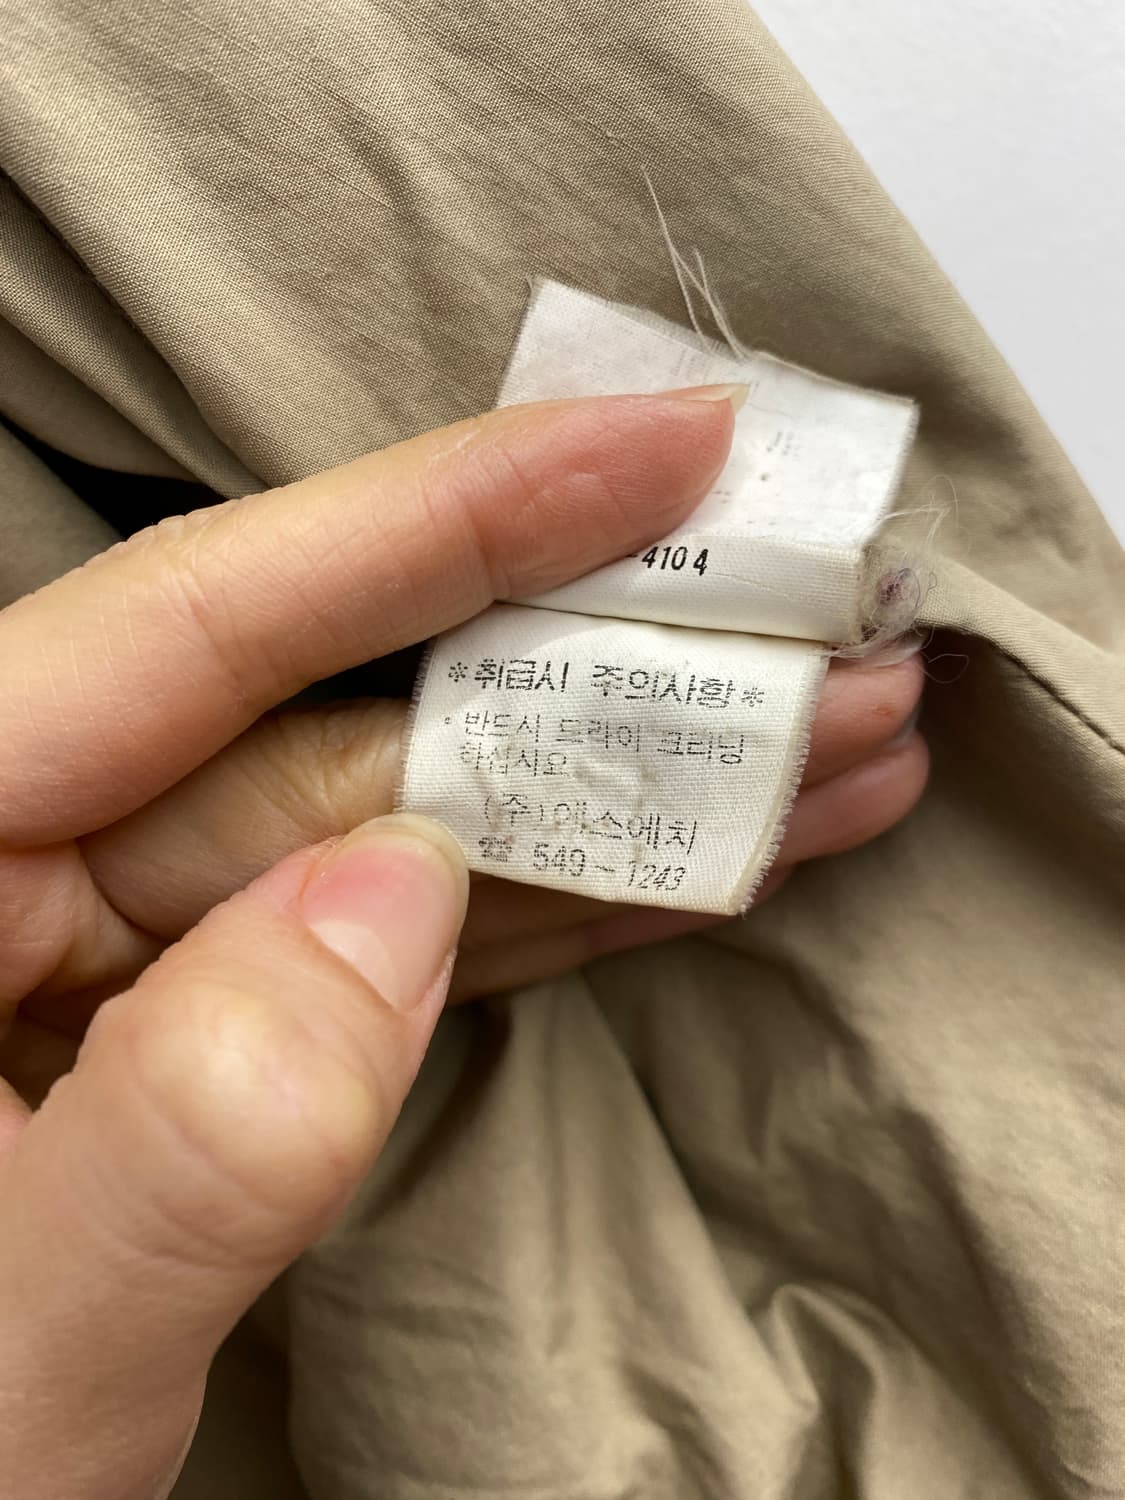 -4104
*취급시 주의사항*
• 반드시 드라이 크리닝
하십시오
(주)에스에치
☎ 549-1243